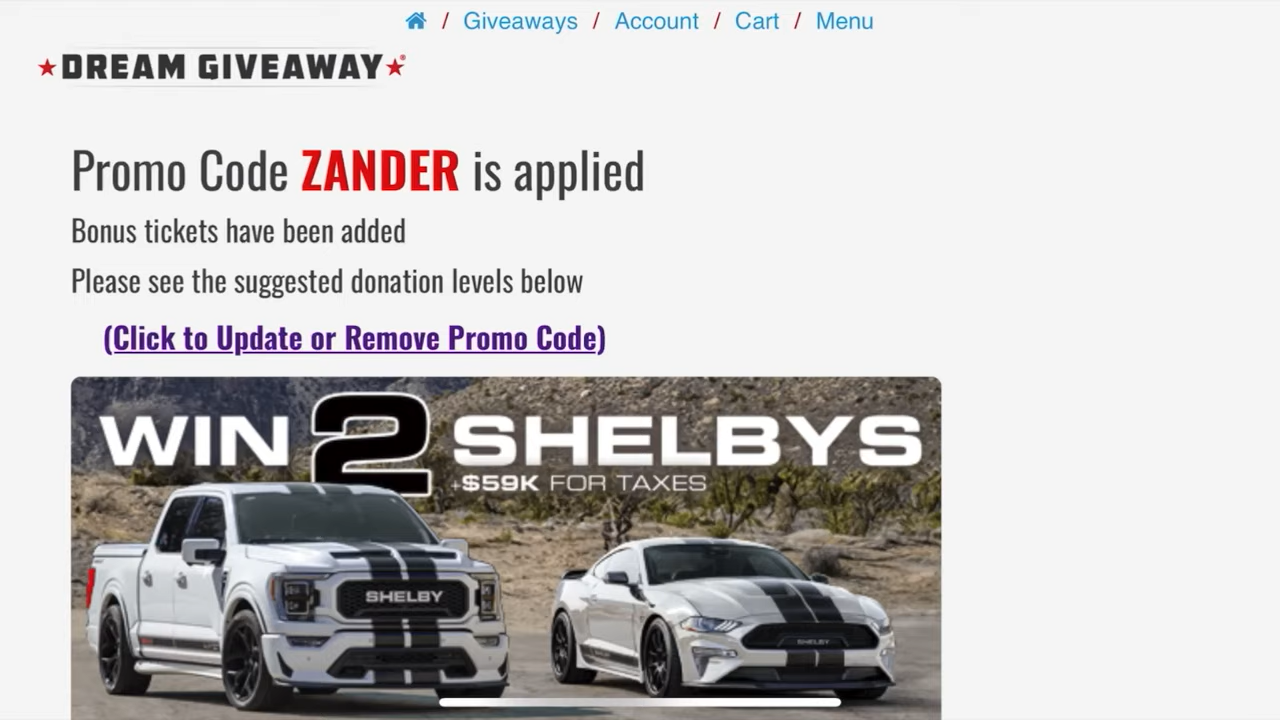 / Giveaways / Account / Cart / Menu
DREAM GIVEAWAY®
Promo Code ZANDER is applied
Bonus tickets have been added
Please see the suggested donation levels below
(Click to Update or Remove Promo Code)
WIN 2 SHELBYS
+$59K FOR TAXES
SHELBY
SHELBY